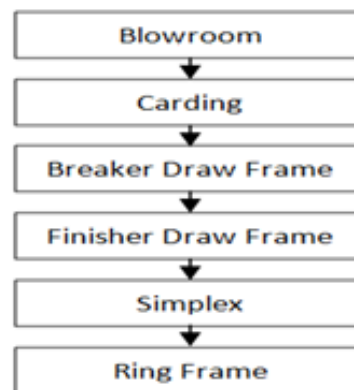 Blowroom
Carding
Breaker Draw Frame
Finisher Draw Frame
Simplex
Ring Frame